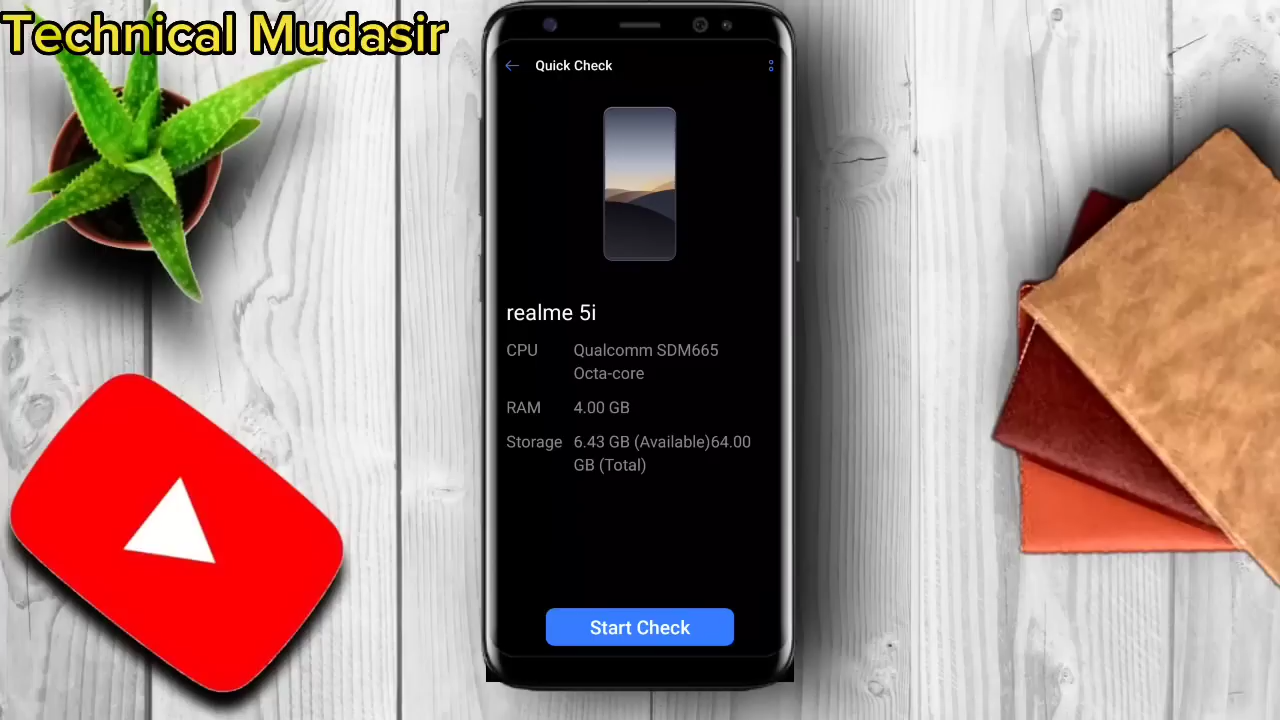 Technical Mudasir
Quick Check
realme 5i
CPU Qualcomm SDM665
Octa-core
RAM 4.00 GB
Storage 6.43 GB (Available)64.00
GB (Total)
Start Check